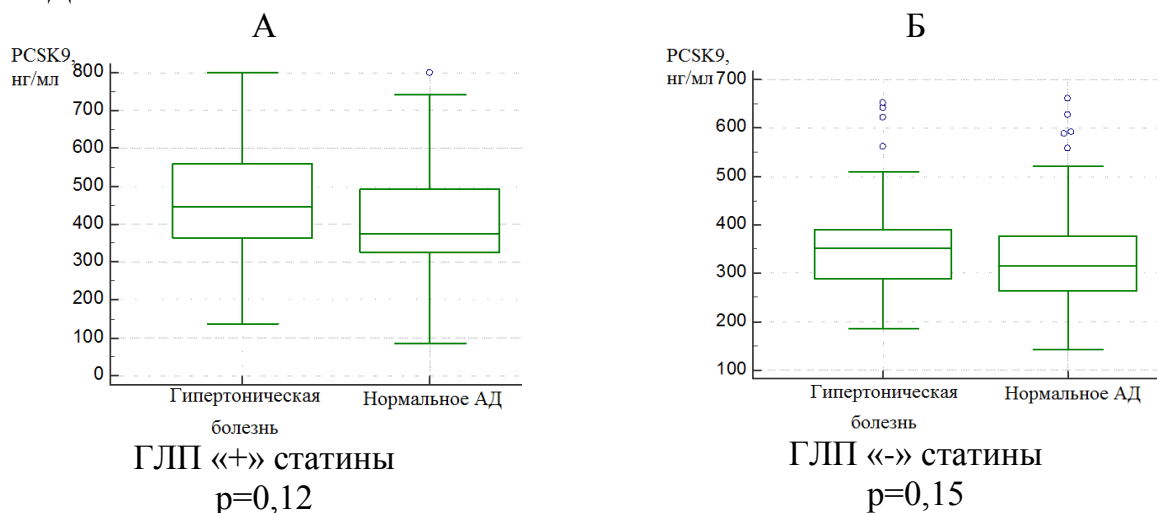 А
PCSK9,
нг/мл
800
700
600
500
400
300
200
100
0
Гипертоническая
болезнь
Нормальное АД
ГЛП «+» статины
p=0,12
Б
PCSK9,
нг/мл
700
600
500
400
300
200
100
Гипертоническая
болезнь
Нормальное АД
ГЛП «-» статины
p=0,15